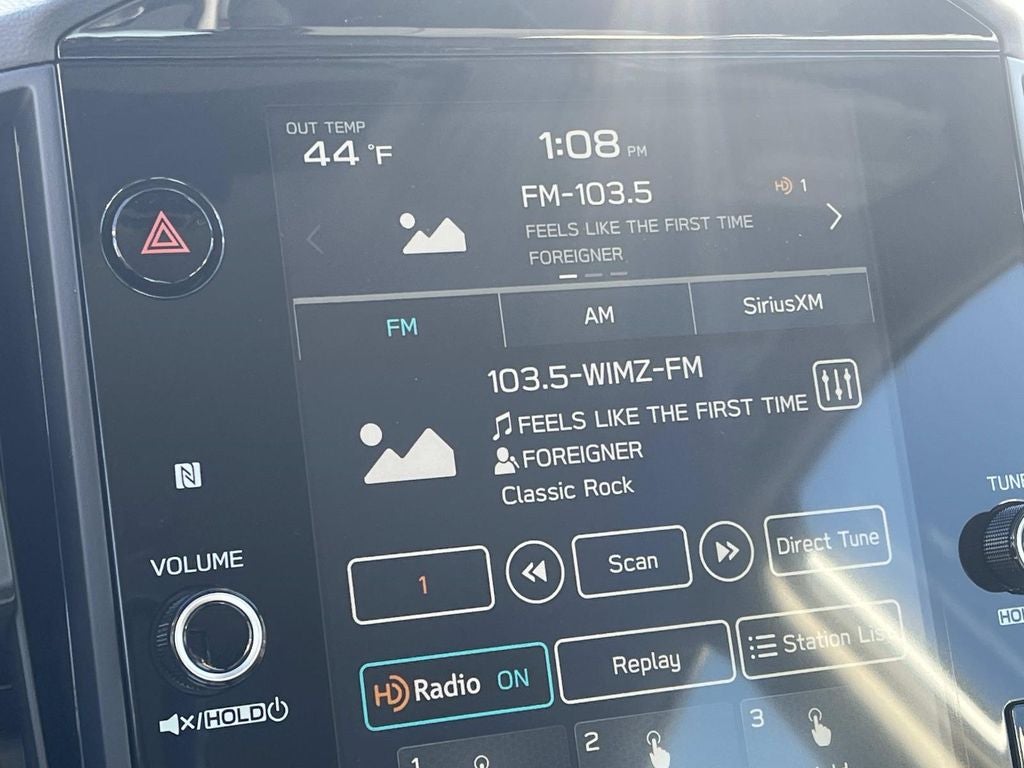 OUT TEMP
44 °F
1:08 PM
FM-103.5
HD 1
FEELS LIKE THE FIRST TIME
FOREIGNER
FM
AM
SiriusXM
103.5-WIMZ-FM
FEELS LIKE THE FIRST TIME
FOREIGNER
Classic Rock
N
VOLUME
TUNE
1
Scan
Direct Tune
HD Radio ON
Replay
Station List
/HOLD
1
2
3